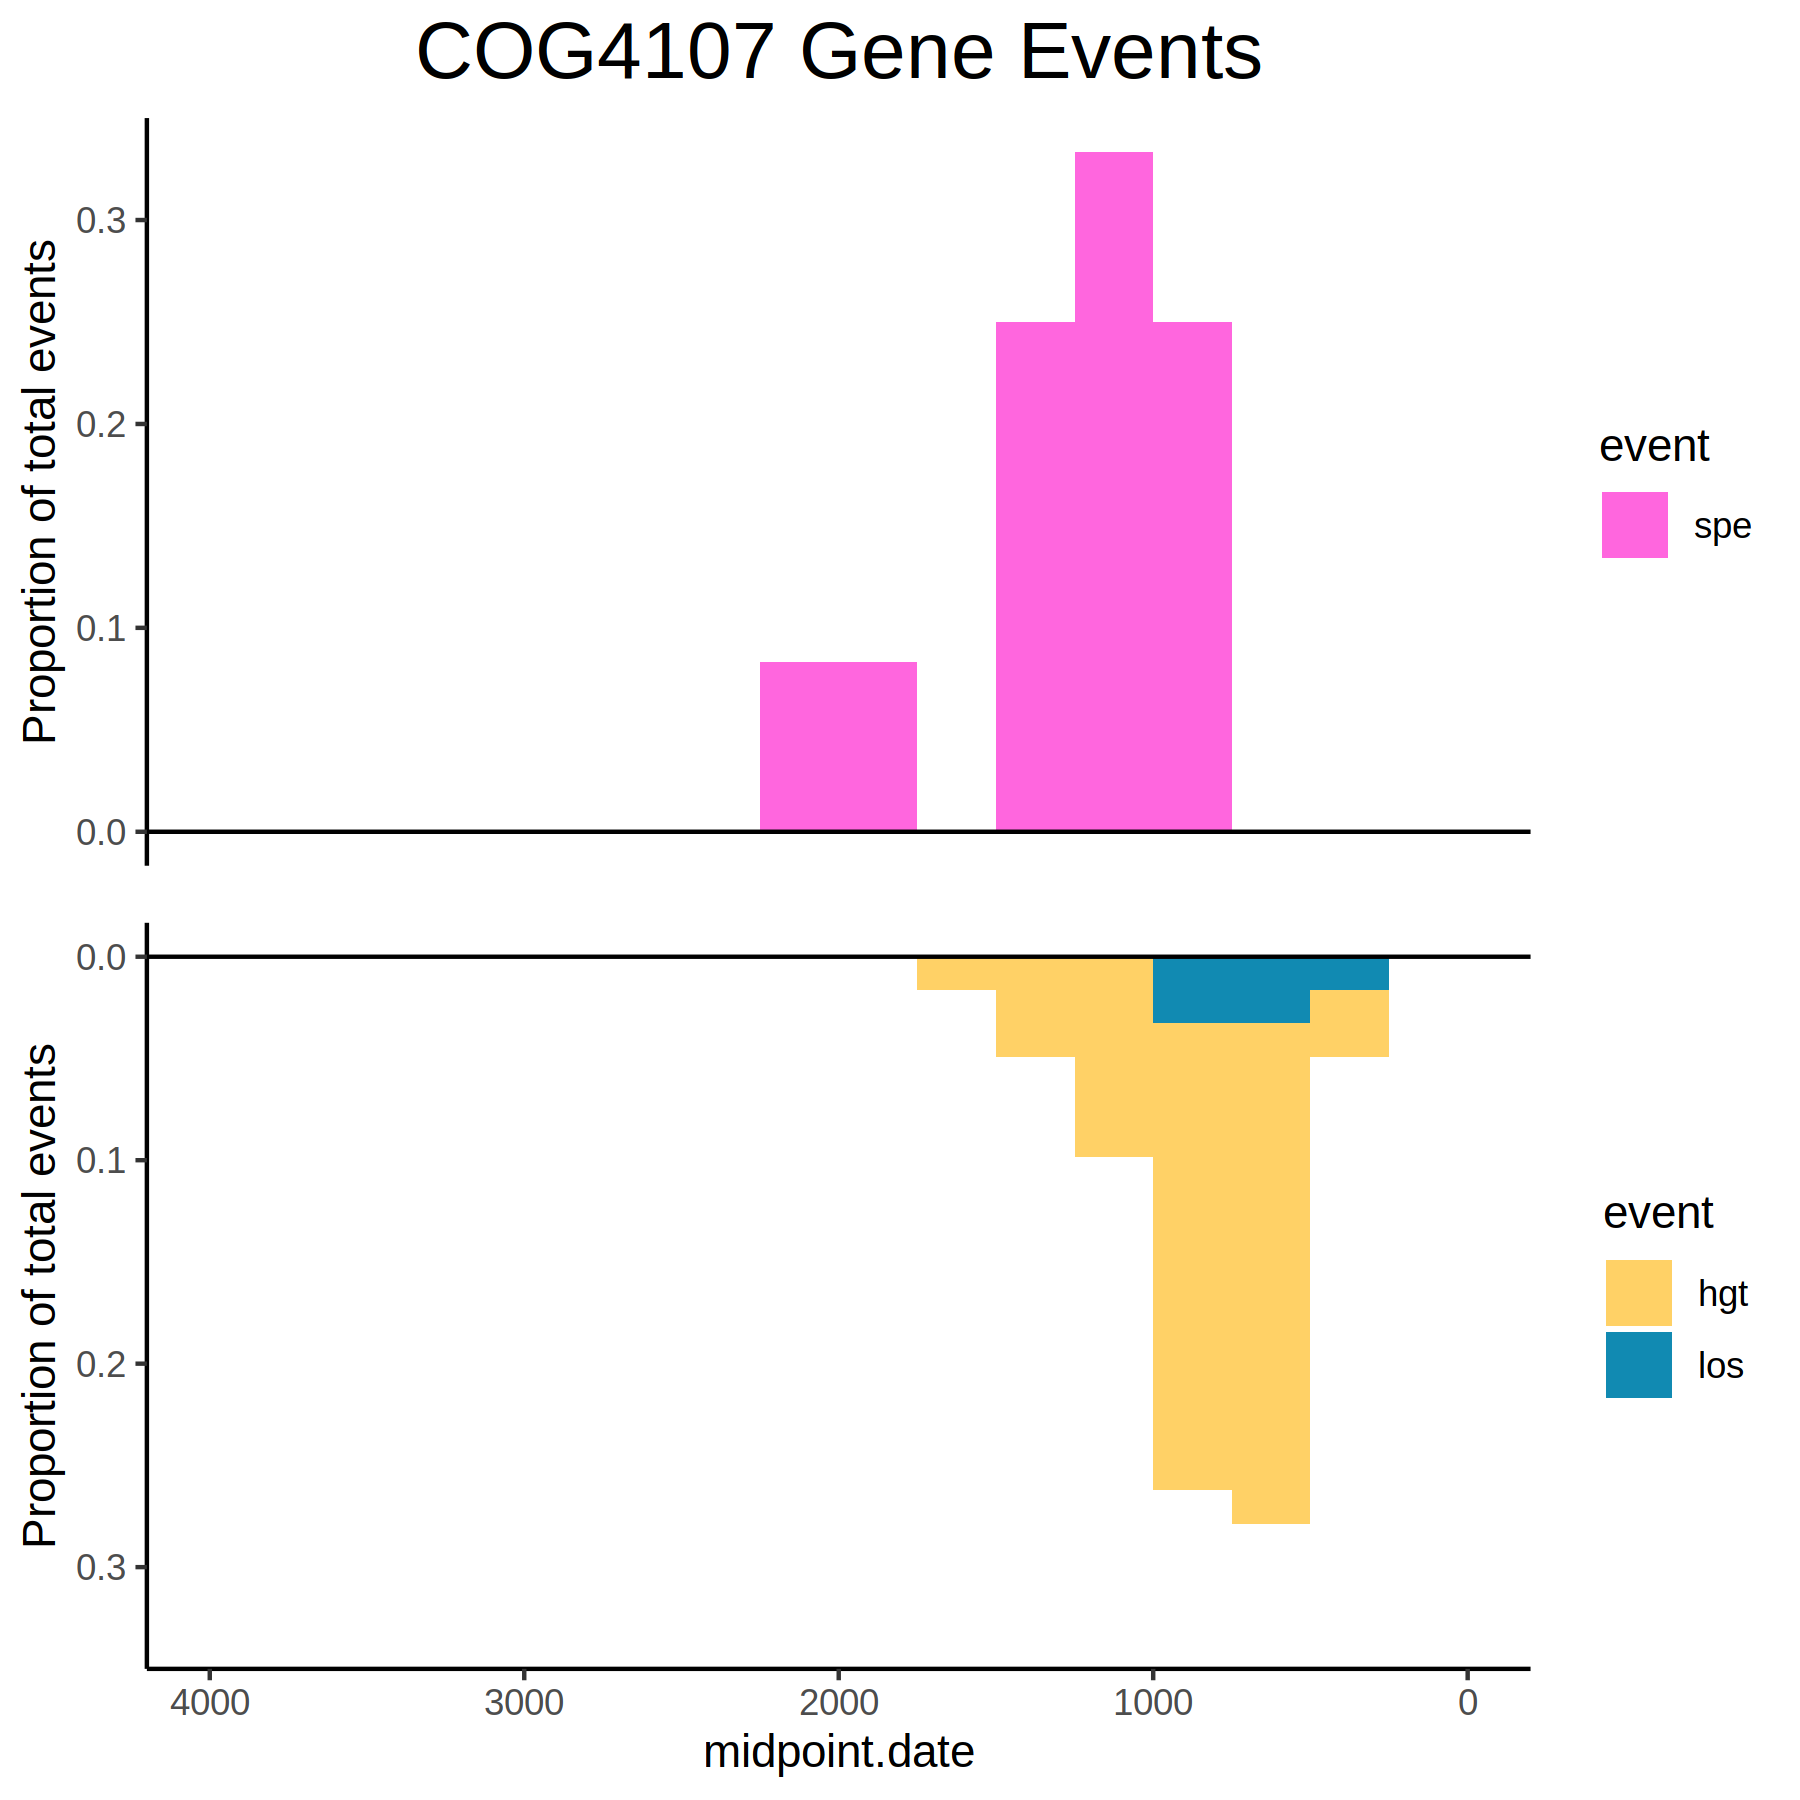 COG4107 Gene Events
Proportion of total events
0.3
0.2
0.1
0.0
event
spe
Proportion of total events
0.0
0.1
0.2
0.3
event
hgt
los
4000 3000 2000 1000 0
midpoint.date